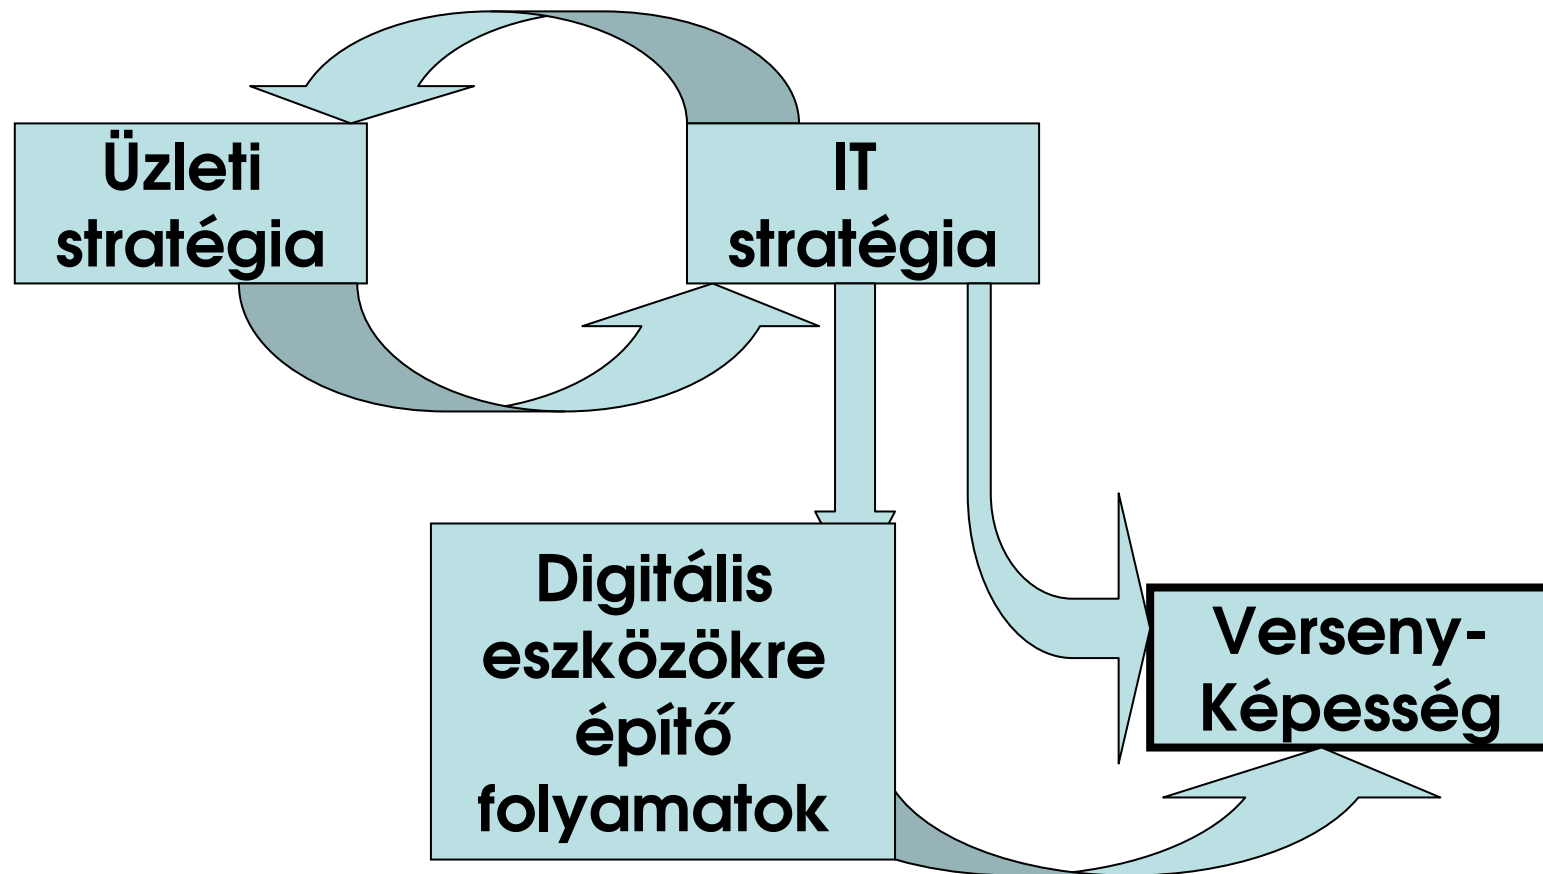 Üzleti
stratégia
IT
stratégia
Digitális
eszközökre
építő
folyamatok
Verseny-
Képesség